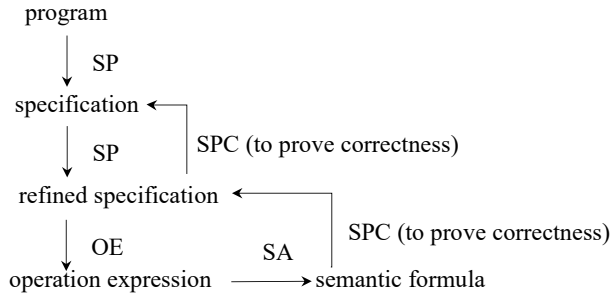 program
SP
specification
SP
SPC (to prove correctness)
refined specification
OE
SA
SPC (to prove correctness)
operation expression
semantic formula